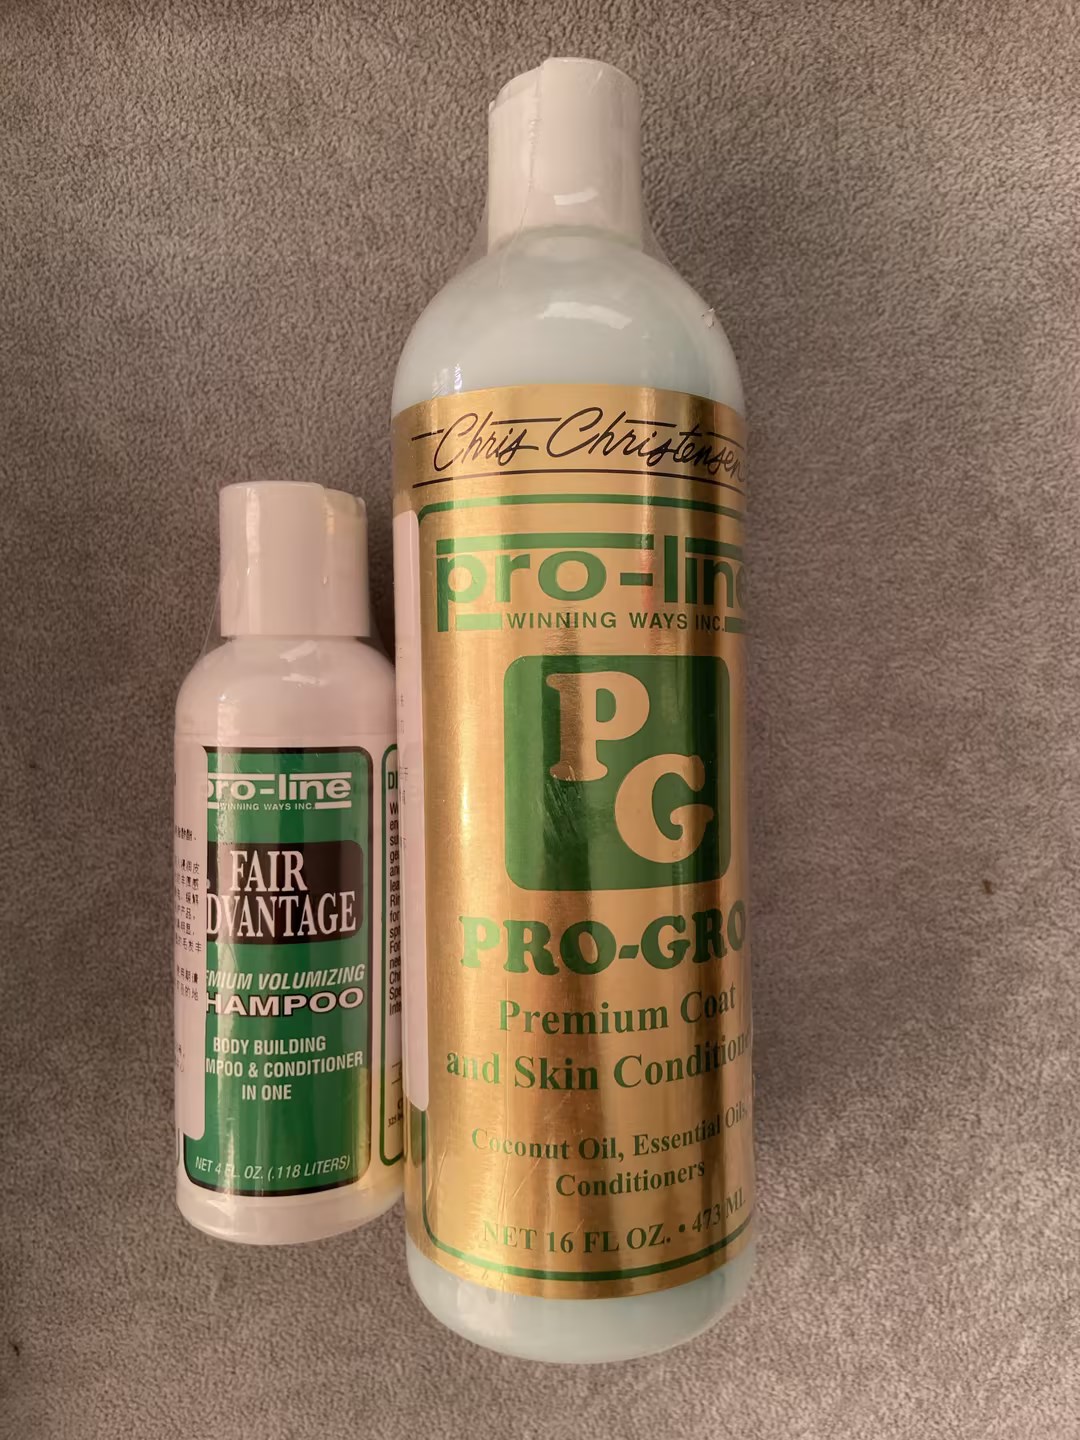 Chris Christensen
pro-line
WINNING WAYS INC.
PG
PRO-GRO
Premium Coat
and Skin Conditione
Coconut Oil, Essential Oils,
Conditioners
NET 16 FL OZ. • 473 ML
pro-line
WINNING WAYS INC.
FAIR
DVANTAGE
MIUM VOLUMIZING
HAMPOO
BODY BUILDING
MPOO & CONDITIONER
IN ONE
NET 4 FL. OZ. (.118 LITERS)